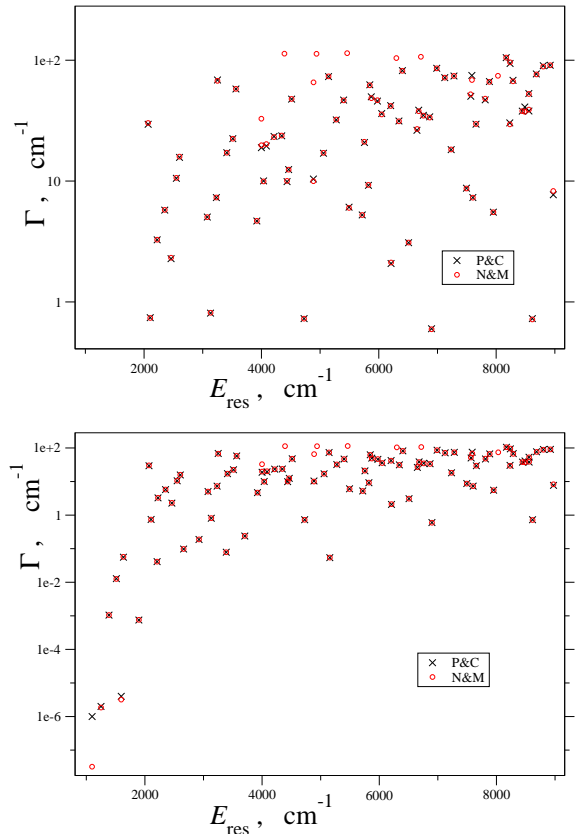 1e+2
10
1
Γ , cm-1
P&C
N&M
2000 4000 6000 8000
Eres , cm-1
1e+2
1
1e-2
1e-4
1e-6
Γ , cm-1
P&C
N&M
2000 4000 6000 8000
Eres , cm-1